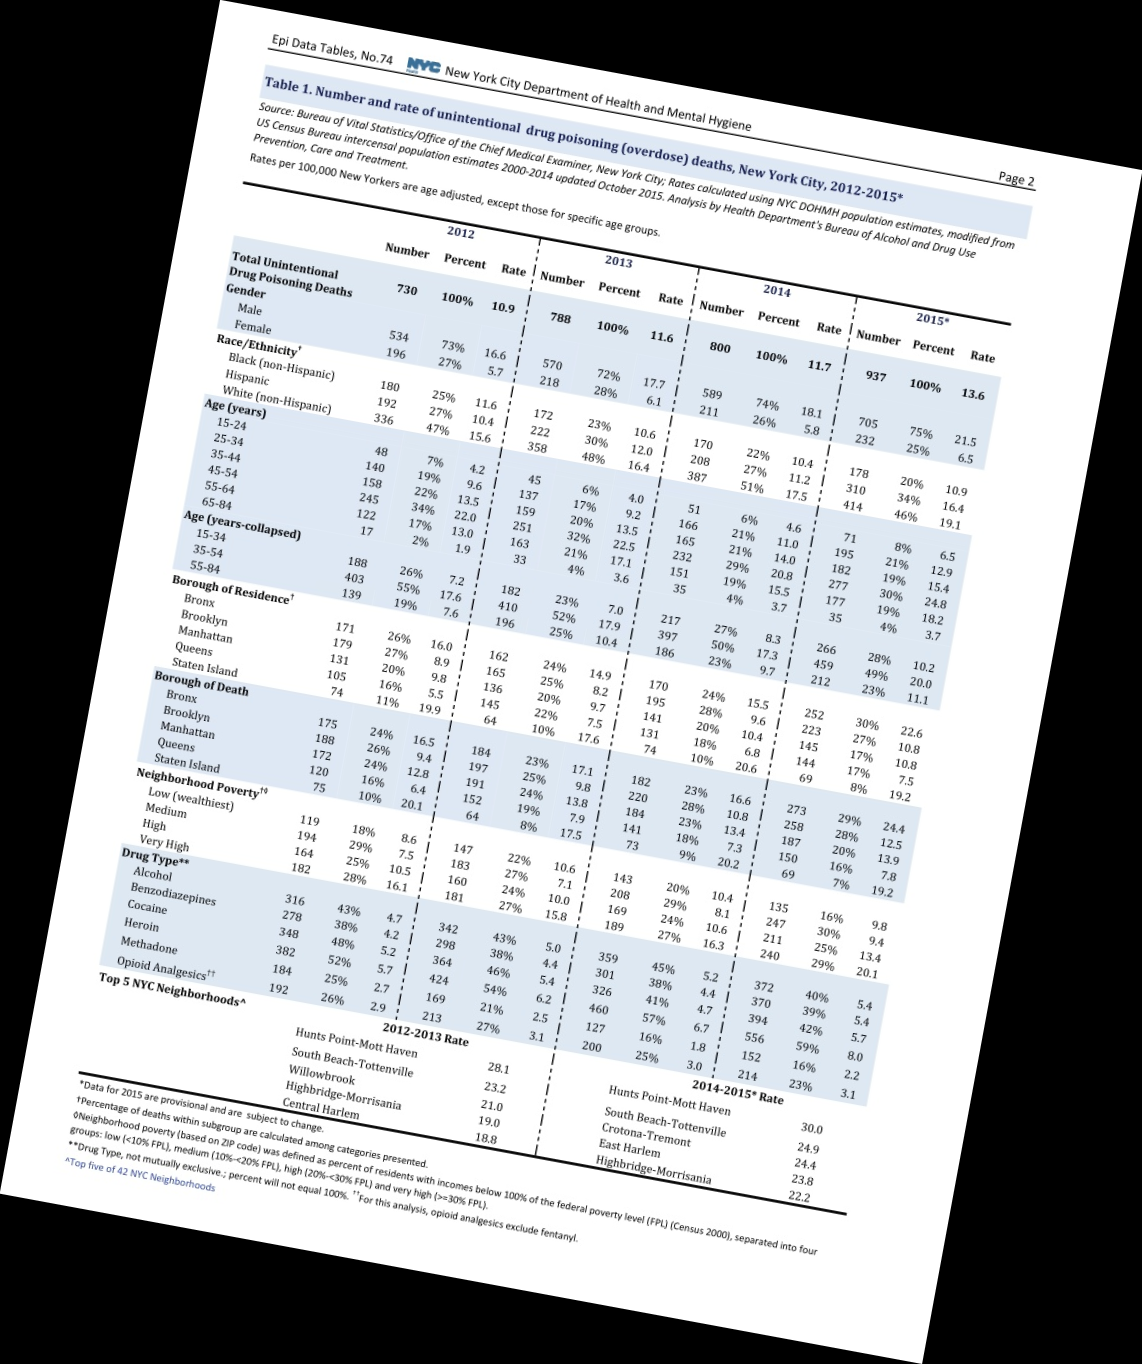 Epi Data Tables, No.74 NYC Health New York City Department of Health and Mental Hygiene Page 2
Table 1. Number and rate of unintentional drug poisoning (overdose) deaths, New York City, 2012-2015*
Source: Bureau of Vital Statistics/Office of the Chief Medical Examiner, New York City; Rates calculated using NYC DOHMH population estimates, modified from
US Census Bureau intercensal population estimates 2000-2014 updated October 2015. Analysis by Health Department's Bureau of Alcohol and Drug Use
Prevention, Care and Treatment.
Rates per 100,000 New Yorkers are age adjusted, except those for specific age groups.
2012 2013 2014 2015*
Number Percent Rate Number Percent Rate Number Percent Rate Number Percent Rate
Total Unintentional
Drug Poisoning Deaths 730 100% 10.9 788 100% 11.6 800 100% 11.7 937 100% 13.6
Gender
Male 534 73% 16.6 570 72% 17.7 589 74% 18.1 705 75% 21.5
Female 196 27% 5.7 218 28% 6.1 211 26% 5.8 232 25% 6.5
Race/Ethnicity†
Black (non-Hispanic) 180 25% 11.6 172 23% 10.6 170 22% 10.4 178 20% 10.9
Hispanic 192 27% 10.4 222 30% 12.0 208 27% 11.2 310 34% 16.4
White (non-Hispanic) 336 47% 15.6 358 48% 16.4 387 51% 17.5 414 46% 19.1
Age (years)
15-24 48 7% 4.2 45 6% 4.0 51 6% 4.6 71 8% 6.5
25-34 140 19% 9.6 137 17% 9.2 166 21% 11.0 195 21% 12.9
35-44 158 22% 13.5 159 20% 13.5 165 21% 14.0 182 19% 15.4
45-54 245 34% 22.0 251 32% 22.5 232 29% 20.8 277 30% 24.8
55-64 122 17% 13.0 163 21% 17.1 151 19% 15.5 177 19% 18.2
65-84 17 2% 1.9 33 4% 3.6 35 4% 3.7 35 4% 3.7
Age (years-collapsed)
15-34 188 26% 7.2 182 23% 7.0 217 27% 8.3 266 28% 10.2
35-54 403 55% 17.6 410 52% 17.9 397 50% 17.3 459 49% 20.0
55-84 139 19% 7.6 196 25% 10.4 186 23% 9.7 212 23% 11.1
Borough of Residence†
Bronx 171 26% 16.0 162 24% 14.9 170 24% 15.5 252 30% 22.6
Brooklyn 179 27% 8.9 165 25% 8.2 195 28% 9.6 223 27% 10.8
Manhattan 131 20% 9.8 136 20% 9.7 141 20% 10.4 145 17% 10.8
Queens 105 16% 5.5 145 22% 7.5 131 18% 6.8 144 17% 7.5
Staten Island 74 11% 19.9 64 10% 17.6 74 10% 20.6 69 8% 19.2
Borough of Death
Bronx 175 24% 16.5 184 23% 17.1 182 23% 16.6 273 29% 24.4
Brooklyn 188 26% 9.4 197 25% 9.8 220 28% 10.8 258 28% 12.5
Manhattan 172 24% 12.8 191 24% 13.8 184 23% 13.4 187 20% 13.9
Queens 120 16% 6.4 152 19% 7.9 141 18% 7.3 150 16% 7.8
Staten Island 75 10% 20.1 64 8% 17.5 73 9% 20.2 69 7% 19.2
Neighborhood Poverty†◊
Low (wealthiest) 119 18% 8.6 147 22% 10.6 143 20% 10.4 135 16% 9.8
Medium 194 29% 7.5 183 27% 7.1 208 29% 8.1 247 30% 9.4
High 164 25% 10.5 160 24% 10.0 169 24% 10.6 211 25% 13.4
Very High 182 28% 16.1 181 27% 15.8 189 27% 16.3 240 29% 20.1
Drug Type**
Alcohol 316 43% 4.7 342 43% 5.0 359 45% 5.2 372 40% 5.4
Benzodiazepines 278 38% 4.2 298 38% 4.4 301 38% 4.4 370 39% 5.4
Cocaine 348 48% 5.2 364 46% 5.4 326 41% 4.7 394 42% 5.7
Heroin 382 52% 5.7 424 54% 6.2 460 57% 6.7 556 59% 8.0
Methadone 184 25% 2.7 169 21% 2.5 127 16% 1.8 152 16% 2.2
Opioid Analgesics†† 192 26% 2.9 213 27% 3.1 200 25% 3.0 214 23% 3.1
Top 5 NYC Neighborhoods^ 2012-2013 Rate 2014-2015* Rate
Hunts Point-Mott Haven 28.1 Hunts Point-Mott Haven 30.0
South Beach-Tottenville 23.2 South Beach-Tottenville 24.9
Willowbrook 21.0 Crotona-Tremont 24.4
Highbridge-Morrisania 19.0 East Harlem 23.8
Central Harlem 18.8 Highbridge-Morrisania 22.2
*Data for 2015 are provisional and are subject to change.
†Percentage of deaths within subgroup are calculated among categories presented.
◊Neighborhood poverty (based on ZIP code) was defined as percent of residents with incomes below 100% of the federal poverty level (FPL) (Census 2000), separated into four
groups: low (<10% FPL), medium (10%-<20% FPL), high (20%-<30% FPL) and very high (>=30% FPL).
**Drug Type, not mutually exclusive.; percent will not equal 100%. ††For this analysis, opioid analgesics exclude fentanyl.
^Top five of 42 NYC Neighborhoods